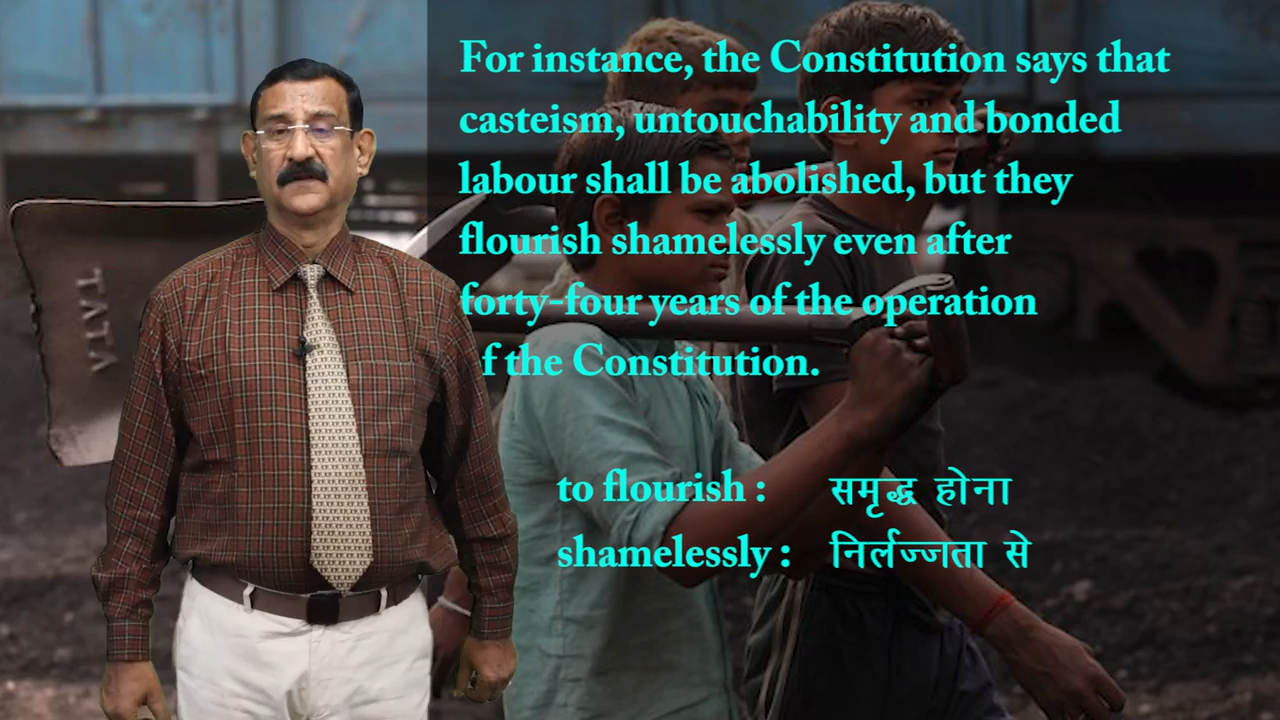 For instance, the Constitution says that
casteism, untouchability and bonded
labour shall be abolished, but they
flourish shamelessly even after
forty-four years of the operation
f the Constitution.
to flourish : समृद्ध होना
shamelessly : निर्लज्जता से
TATA